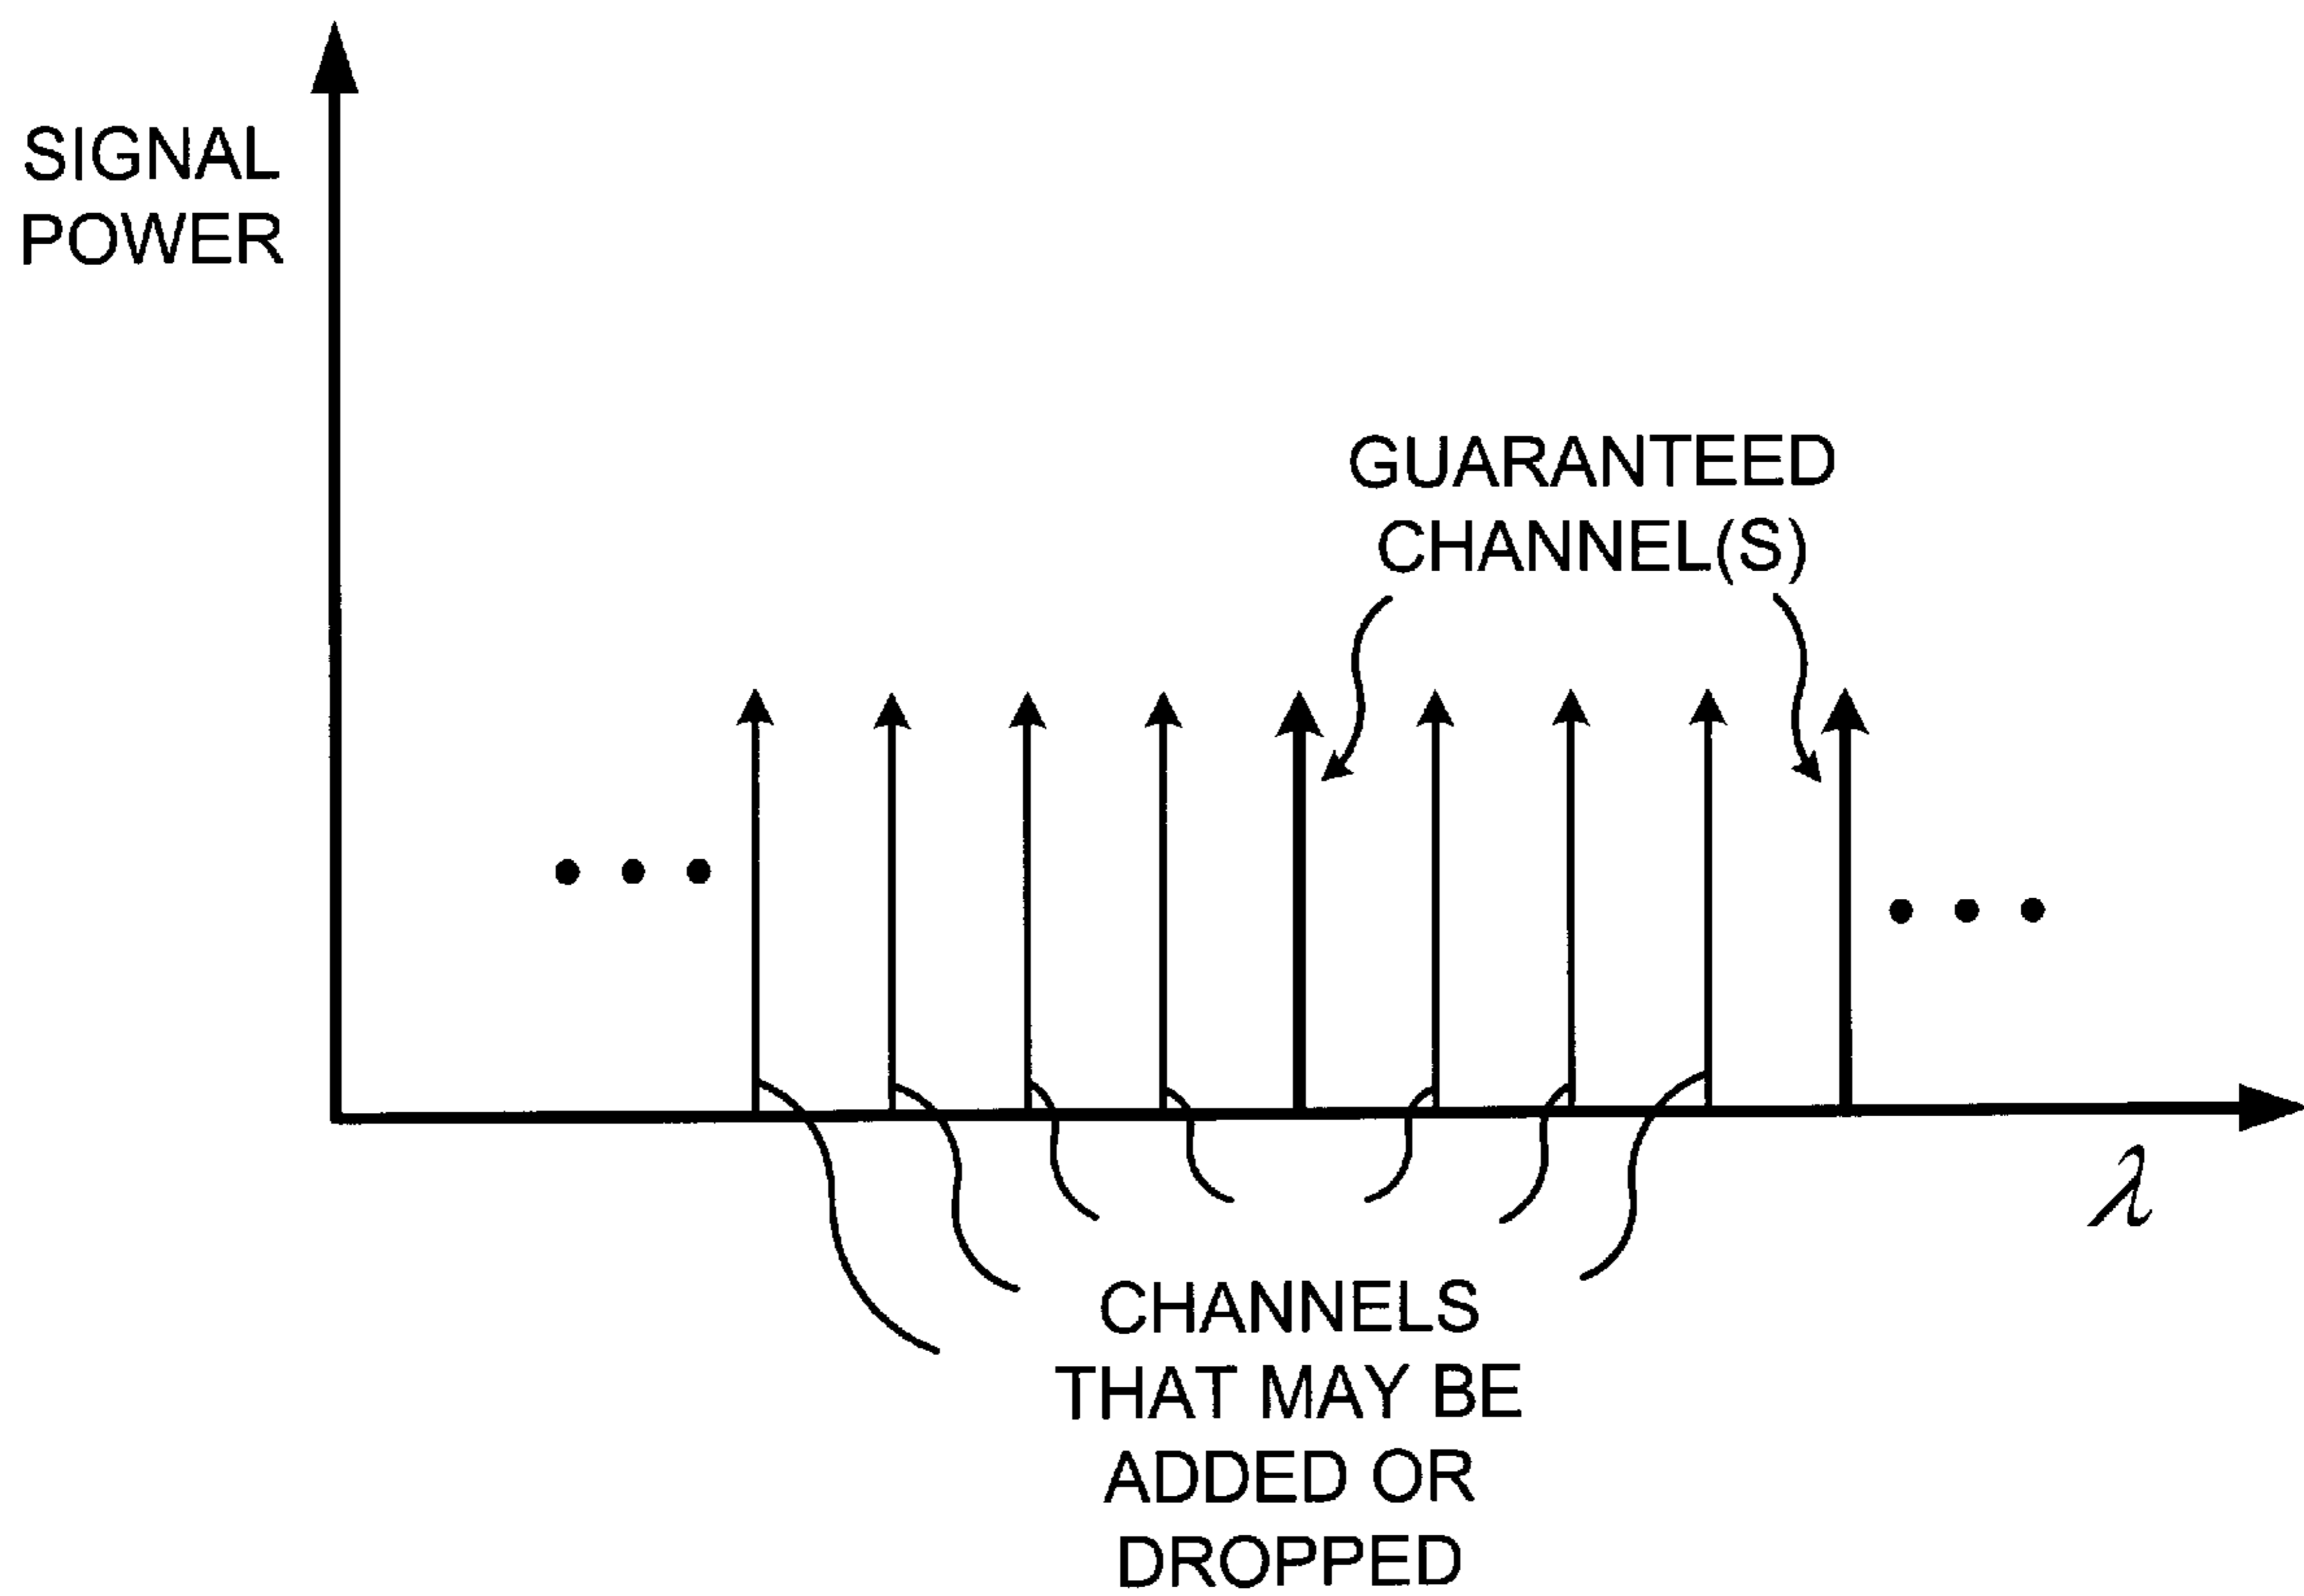 SIGNAL
POWER
GUARANTEED
CHANNEL(S)
λ
CHANNELS
THAT MAY BE
ADDED OR
DROPPED